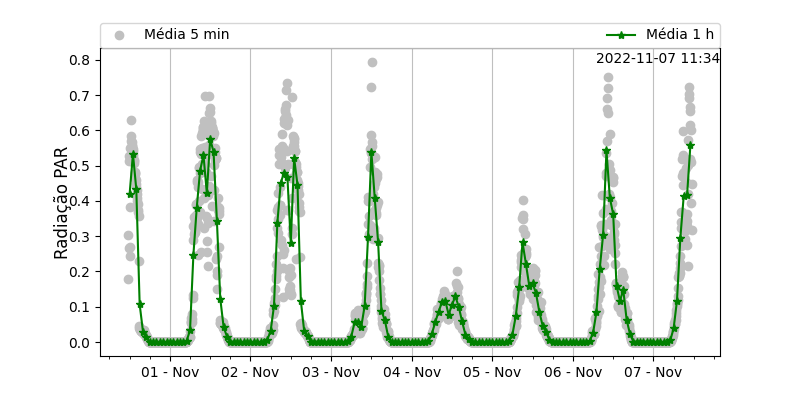 Média 5 min
Média 1 h
2022-11-07 11:34
Radiação PAR
0.8
0.7
0.6
0.5
0.4
0.3
0.2
0.1
0.0
01 - Nov
02 - Nov
03 - Nov
04 - Nov
05 - Nov
06 - Nov
07 - Nov